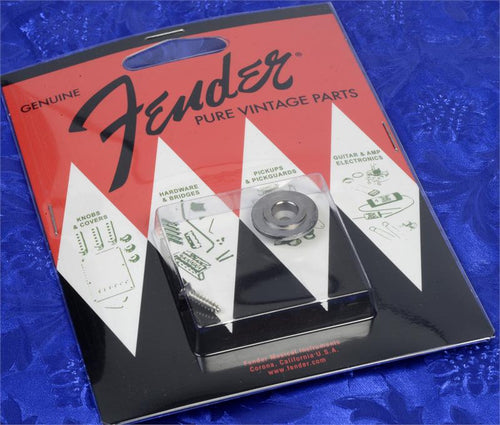 GENUINE
Fender®
PURE VINTAGE PARTS
KNOBS
& COVERS
HARDWARE
& BRIDGES
PICKUPS
& PICKGUARDS
GUITAR & AMP
ELECTRONICS
Fender Musical Instruments
Corona, California-U.S.A.
www.fender.com